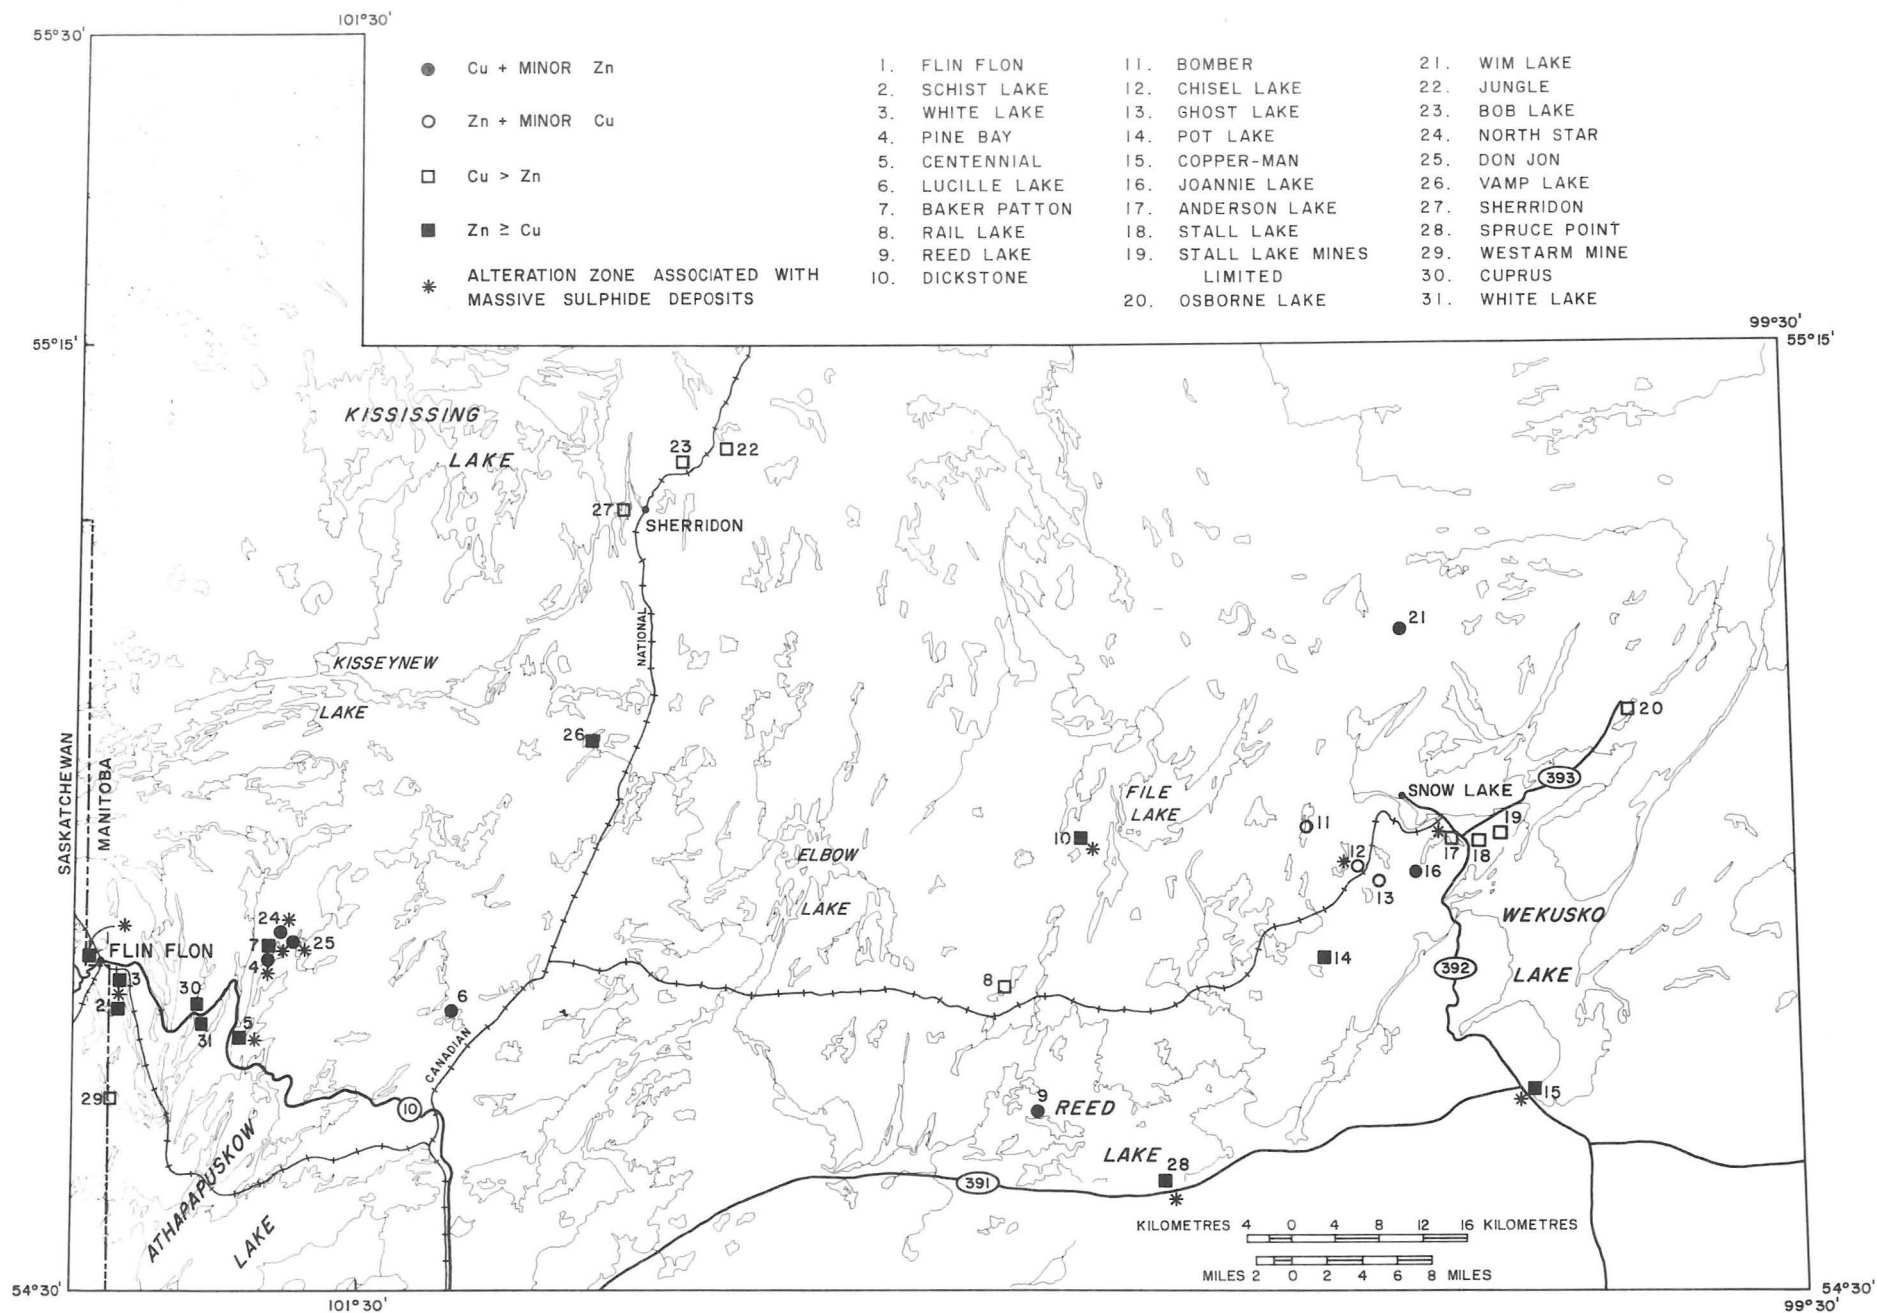 101°30'
55°30'
Cu + MINOR Zn
Zn + MINOR Cu
Cu > Zn
Zn ≥ Cu
ALTERATION ZONE ASSOCIATED WITH
MASSIVE SULPHIDE DEPOSITS
1. FLIN FLON
2. SCHIST LAKE
3. WHITE LAKE
4. PINE BAY
5. CENTENNIAL
6. LUCILLE LAKE
7. BAKER PATTON
8. RAIL LAKE
9. REED LAKE
10. DICKSTONE
11. BOMBER
12. CHISEL LAKE
13. GHOST LAKE
14. POT LAKE
15. COPPER-MAN
16. JOANNIE LAKE
17. ANDERSON LAKE
18. STALL LAKE
19. STALL LAKE MINES
LIMITED
20. OSBORNE LAKE
21. WIM LAKE
22. JUNGLE
23. BOB LAKE
24. NORTH STAR
25. DON JON
26. VAMP LAKE
27. SHERRIDON
28. SPRUCE POINT
29. WESTARM MINE
30. CUPRUS
31. WHITE LAKE
99°30'
55°15'
55°15'
KISSISSING
LAKE
23
22
27
SHERRIDON
NATIONAL
21
KISSEYNEW
LAKE
20
26
SASKATCHEWAN
MANITOBA
393
SNOW LAKE
FILE
LAKE
19
11
10
17
18
12
ELBOW
LAKE
16
13
WEKUSKO
LAKE
24
25
7
FLIN FLON
4
14
392
3
8
30
2
6
5
31
CANADIAN
15
29
10
9
REED
LAKE
ATHAPAPUSKOW
LAKE
28
391
KILOMETRES 4 0 4 8 12 16 KILOMETRES
MILES 2 0 2 4 6 8 MILES
54°30'
101°30'
54°30'
99°30'